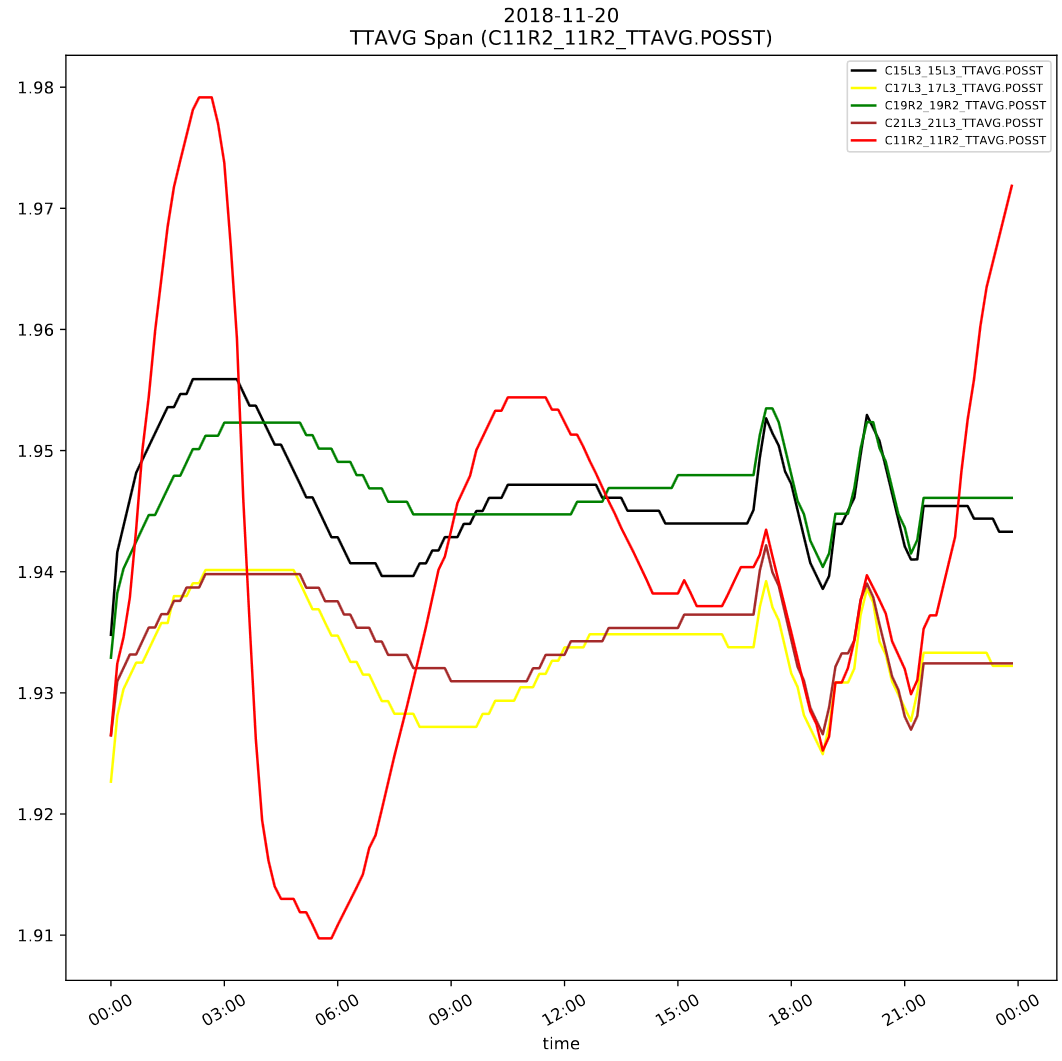 2018-11-20
TTAVG Span (C11R2_11R2_TTAVG.POSST)
C15L3_15L3_TTAVG.POSST
C17L3_17L3_TTAVG.POSST
C19R2_19R2_TTAVG.POSST
C21L3_21L3_TTAVG.POSST
C11R2_11R2_TTAVG.POSST
1.98
1.97
1.96
1.95
1.94
1.93
1.92
1.91
00:00 03:00 06:00 09:00 12:00 15:00 18:00 21:00 00:00
time